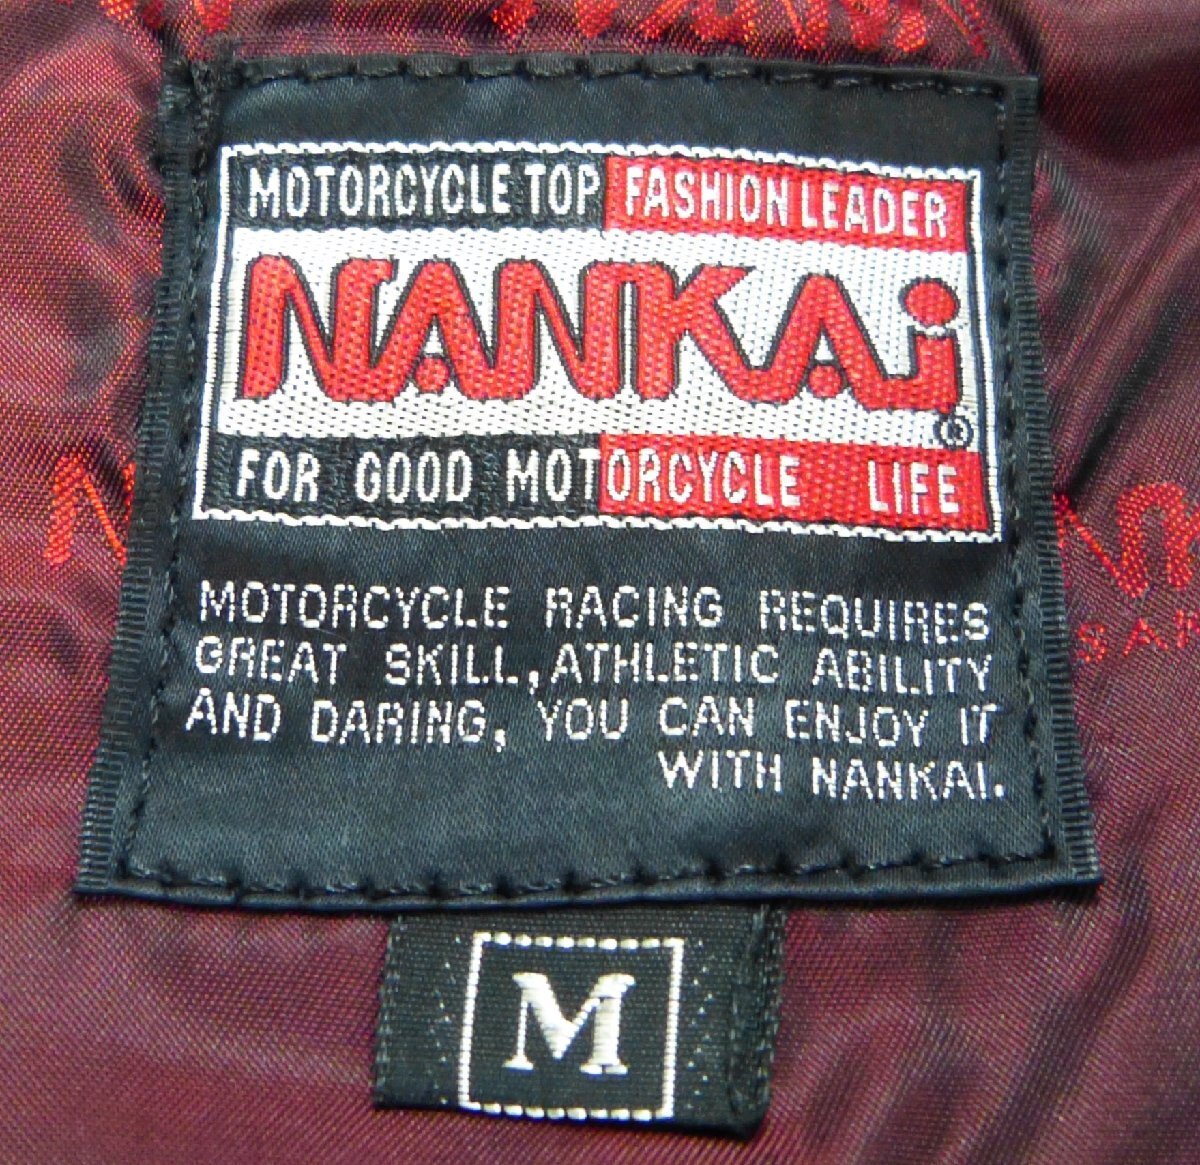 MOTORCYCLE TOP FASHION LEADER
NANKAi®
FOR GOOD MOTORCYCLE LIFE
MOTORCYCLE RACING REQUIRES
GREAT SKILL, ATHLETIC ABILITY
AND DARING, YOU CAN ENJOY IT
WITH NANKAI.
M